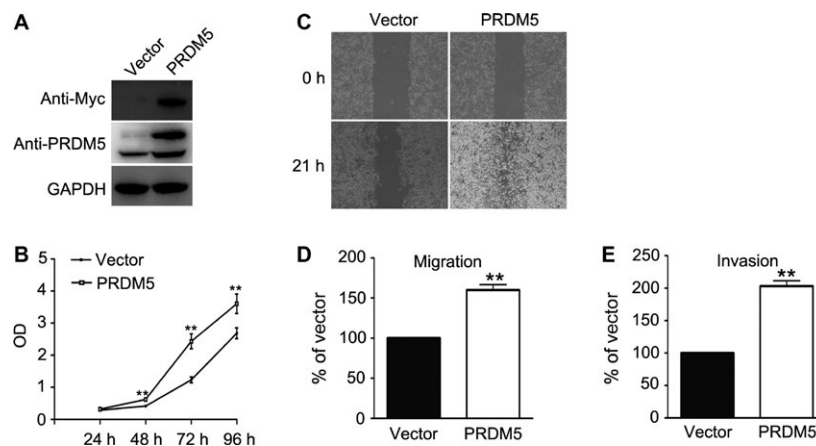 A
Vector
PRDM5
Anti-Myc
Anti-PRDM5
GAPDH
B
Vector
PRDM5
**
**
**
**
OD
5
4
3
2
1
0
24 h
48 h
72 h
96 h
C
Vector
PRDM5
0 h
21 h
D
Migration
**
% of vector
200
150
100
50
0
Vector
PRDM5
E
Invasion
**
% of vector
250
200
150
100
50
0
Vector
PRDM5